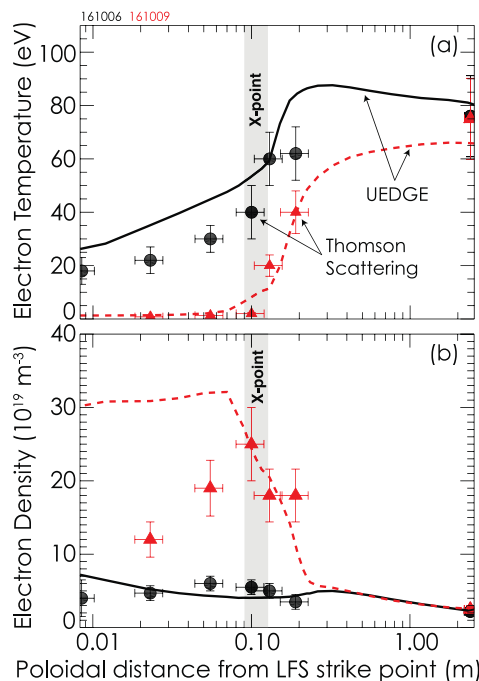 161006 161009
(a)
Electron Temperature (eV)
100
80
60
40
20
0
X-point
UEDGE
Thomson
Scattering
(b)
Electron Density (10¹⁹ m⁻³)
40
30
20
10
0
X-point
0.01
0.10
1.00
Poloidal distance from LFS strike point (m)